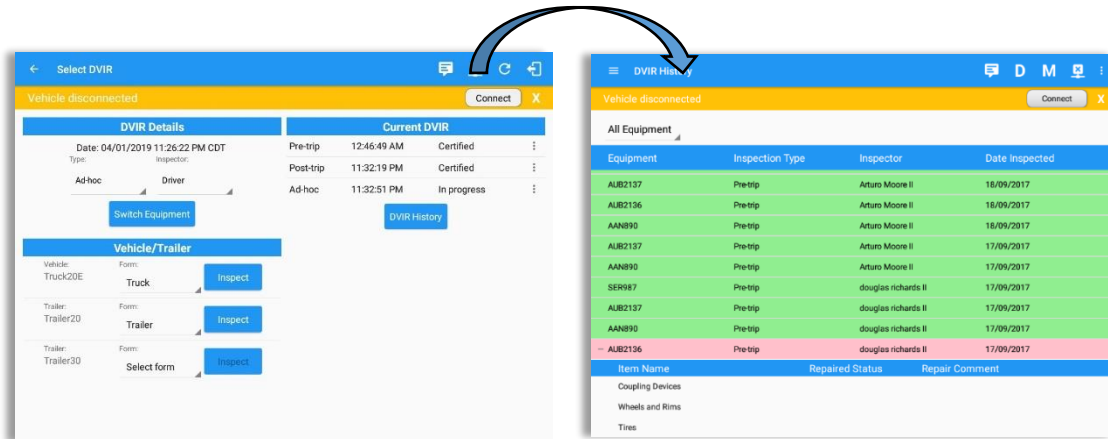 Select DVIR
Vehicle disconnected
Connect X
DVIR Details
Date: 04/01/2019 11:26:22 PM CDT
Type: Inspector:
Ad-hoc Driver
Switch Equipment
Vehicle/Trailer
Vehicle: Form:
Truck20E Truck Inspect
Trailer: Form:
Trailer20 Trailer Inspect
Trailer: Form:
Trailer30 Select form Inspect
Current DVIR
Pre-trip 12:46:49 AM Certified
Post-trip 11:32:19 PM Certified
Ad-hoc 11:32:51 PM In progress
DVIR History
DVIR History D M
Vehicle disconnected Connect X
All Equipment
Equipment Inspection Type Inspector Date Inspected
AUB2137 Pre-trip Arturo Moore II 18/09/2017
AUB2136 Pre-trip Arturo Moore II 18/09/2017
AAN890 Pre-trip Arturo Moore II 18/09/2017
AUB2137 Pre-trip Arturo Moore II 17/09/2017
AAN890 Pre-trip Arturo Moore II 17/09/2017
SER987 Pre-trip douglas richards II 17/09/2017
AUB2137 Pre-trip douglas richards II 17/09/2017
AAN890 Pre-trip douglas richards II 17/09/2017
AUB2136 Pre-trip douglas richards II 17/09/2017
Item Name Repaired Status Repair Comment
Coupling Devices
Wheels and Rims
Tires